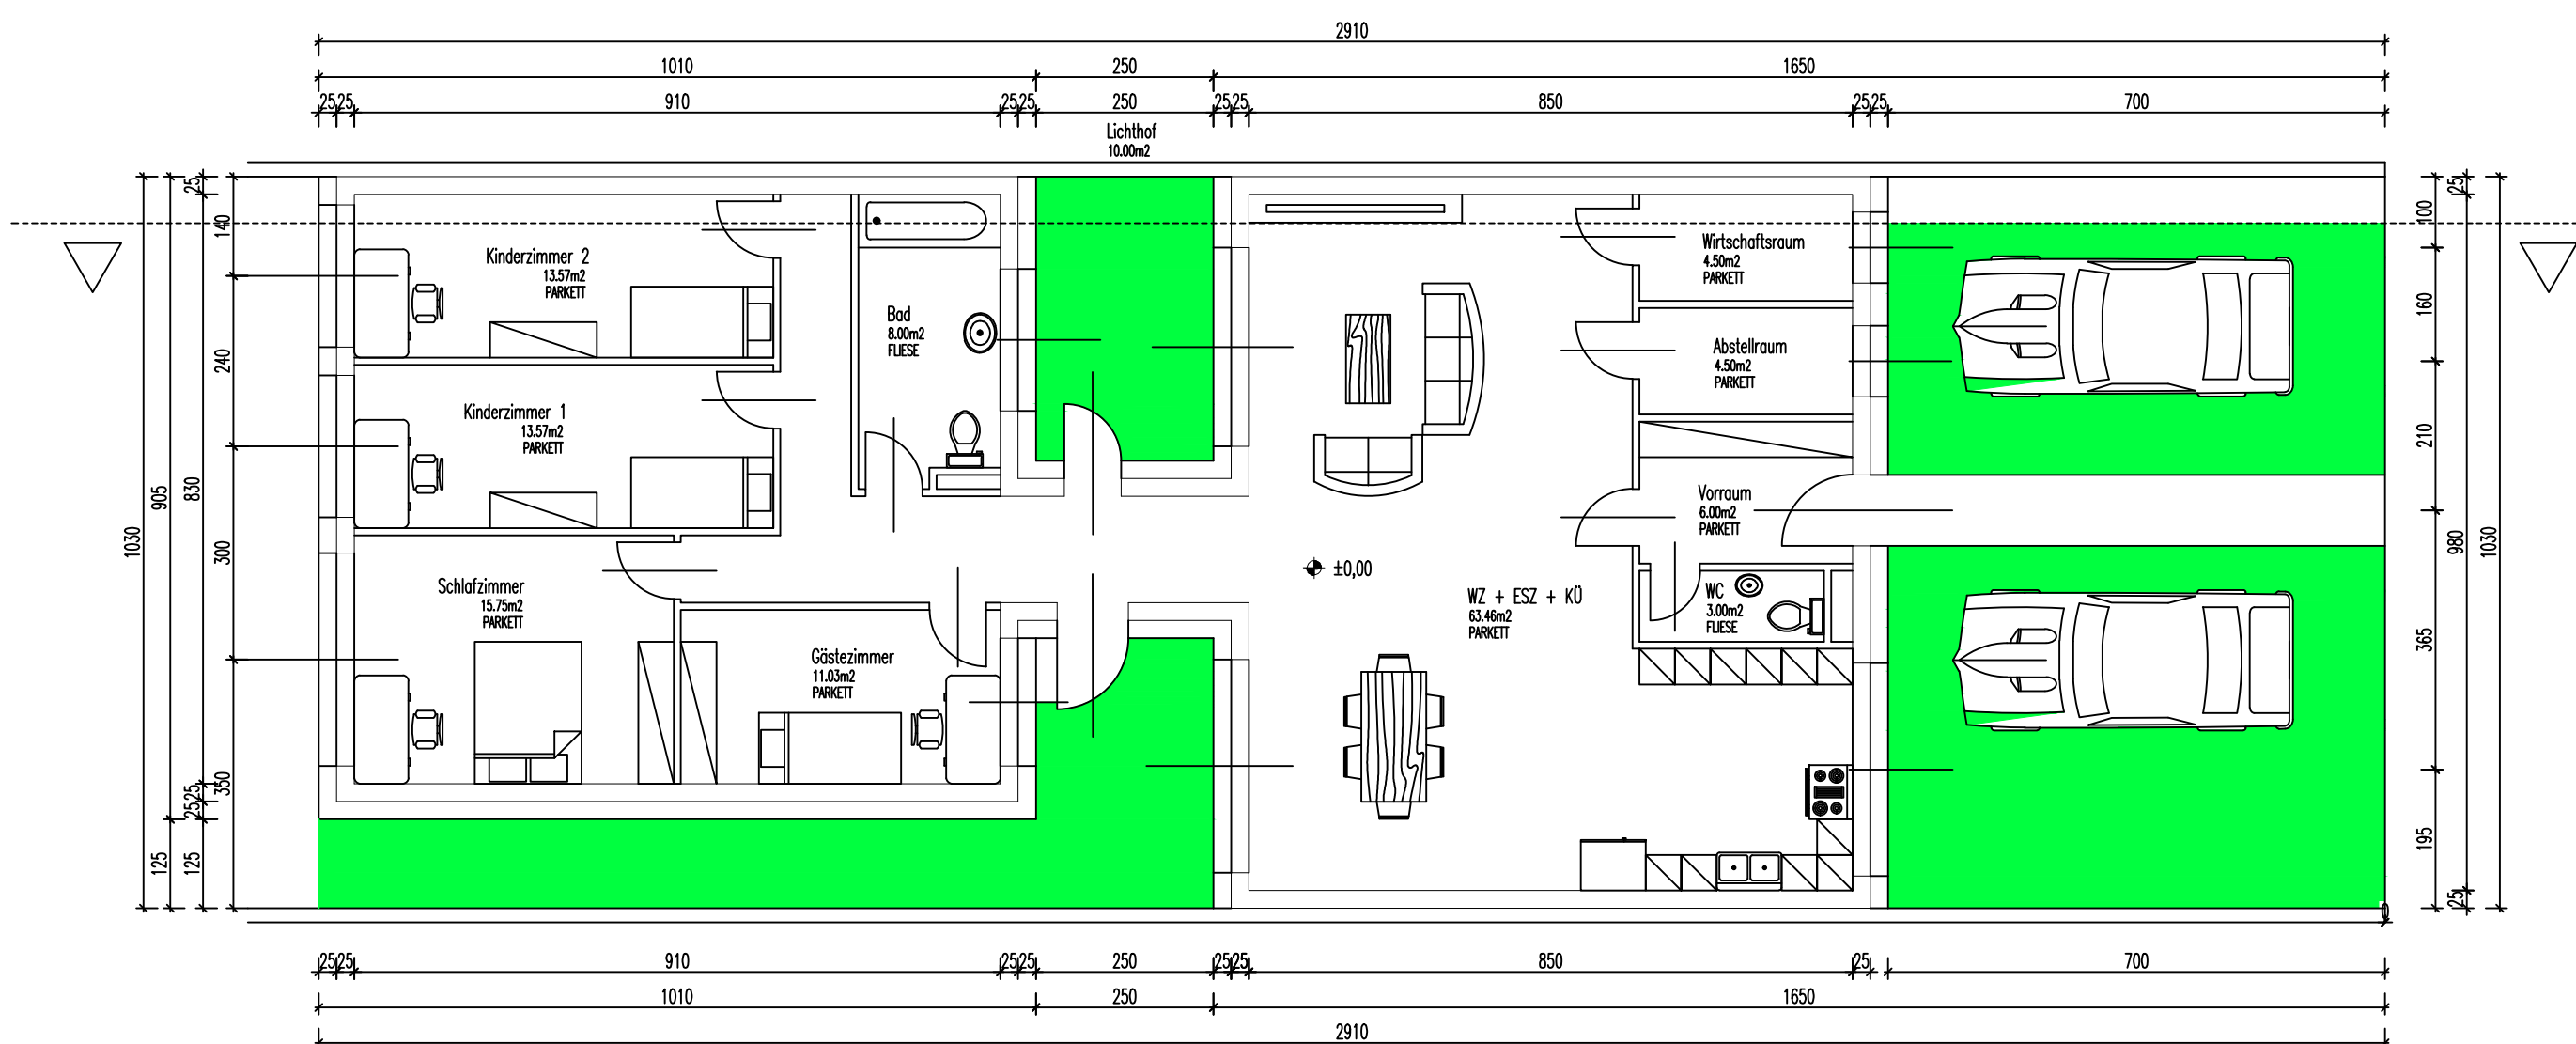 2910
1010 250 1650
25 25 910 25 25 250 25 25 850 25 25 700
Lichthof
10.00m2
Kinderzimmer 2
13.57m2
PARKETT
Kinderzimmer 1
13.57m2
PARKETT
Schlafzimmer
15.75m2
PARKETT
Gästezimmer
11.03m2
PARKETT
Bad
8.00m2
FLIESE
±0,00
WZ + ESZ + KÜ
63.46m2
PARKETT
Wirtschaftsraum
4.50m2
PARKETT
Abstellraum
4.50m2
PARKETT
Vorraum
6.00m2
PARKETT
WC
3.00m2
FLIESE
1030
905 125
25 830 25 25 125
140 240 300 350
100 160 210 365 195
25 980 25
1030
0
25 25 910 25 25 250 25 25 850 25 700
1010 250 1650
2910